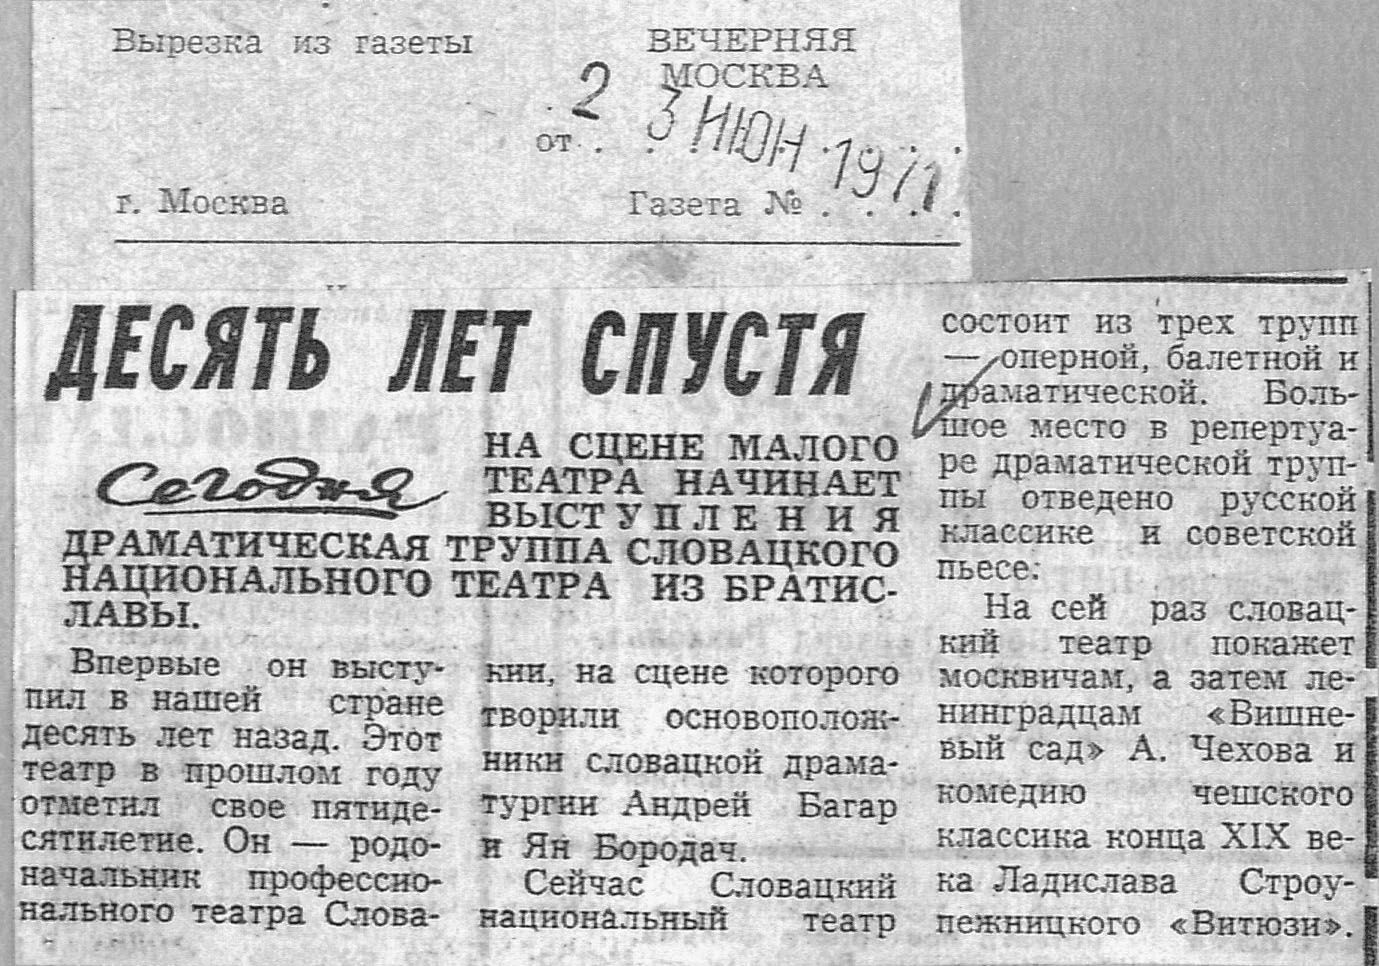 Вырезка из газеты
ВЕЧЕРНЯЯ
МОСКВА
2
от . . 3 ИЮН 1971 . .
г. Москва
Газета № . . . .
ДЕСЯТЬ ЛЕТ СПУСТЯ
Сегодня
НА СЦЕНЕ МАЛОГО
ТЕАТРА НАЧИНАЕТ
ВЫСТУПЛЕНИЯ
ДРАМАТИЧЕСКАЯ ТРУППА СЛОВАЦКОГО
НАЦИОНАЛЬНОГО ТЕАТРА ИЗ БРАТИС-
ЛАВЫ.
Впервые он высту-
пил в нашей стране
десять лет назад. Этот
театр в прошлом году
отметил свое пятиде-
сятилетие. Он — родо-
начальник профессио-
нального театра Слова-
кии, на сцене которого
творили основополож-
ники словацкой драма-
тургии Андрей Багар
и Ян Бородач.
Сейчас Словацкий
национальный театр
состоит из трех трупп
— оперной, балетной и
драматической. Боль-
шое место в репертуа-
ре драматической труп-
пы отведено русской
классике и советской
пьесе:
На сей раз словац-
кий театр покажет
москвичам, а затем ле-
нинградцам «Вишне-
вый сад» А. Чехова и
комедию чешского
классика конца XIX ве-
ка Ладислава Строу-
пежницкого «Витюзи».